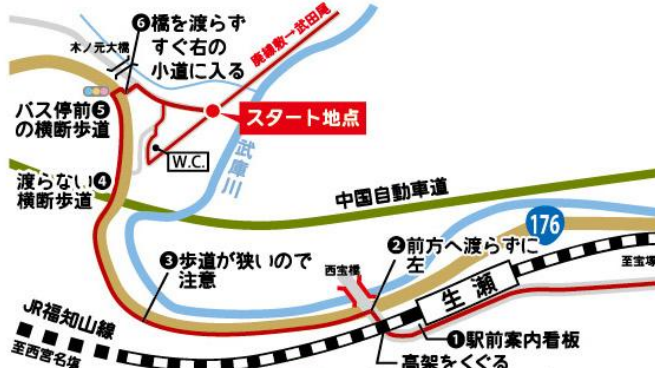 ❻橋を渡らず
すぐ右の
小道に入る
木ノ元大橋
廃線敷→武田尾
バス停前❺
の横断歩道
スタート地点
W.C.
武庫川
渡らない❹
横断歩道
中国自動車道
176
❷前方へ渡らずに
左
❸歩道が狭いので
注意
西宝橋
生瀬
至宝塚
JR福知山線
至西宮名塩
❶駅前案内看板
高架をくぐる